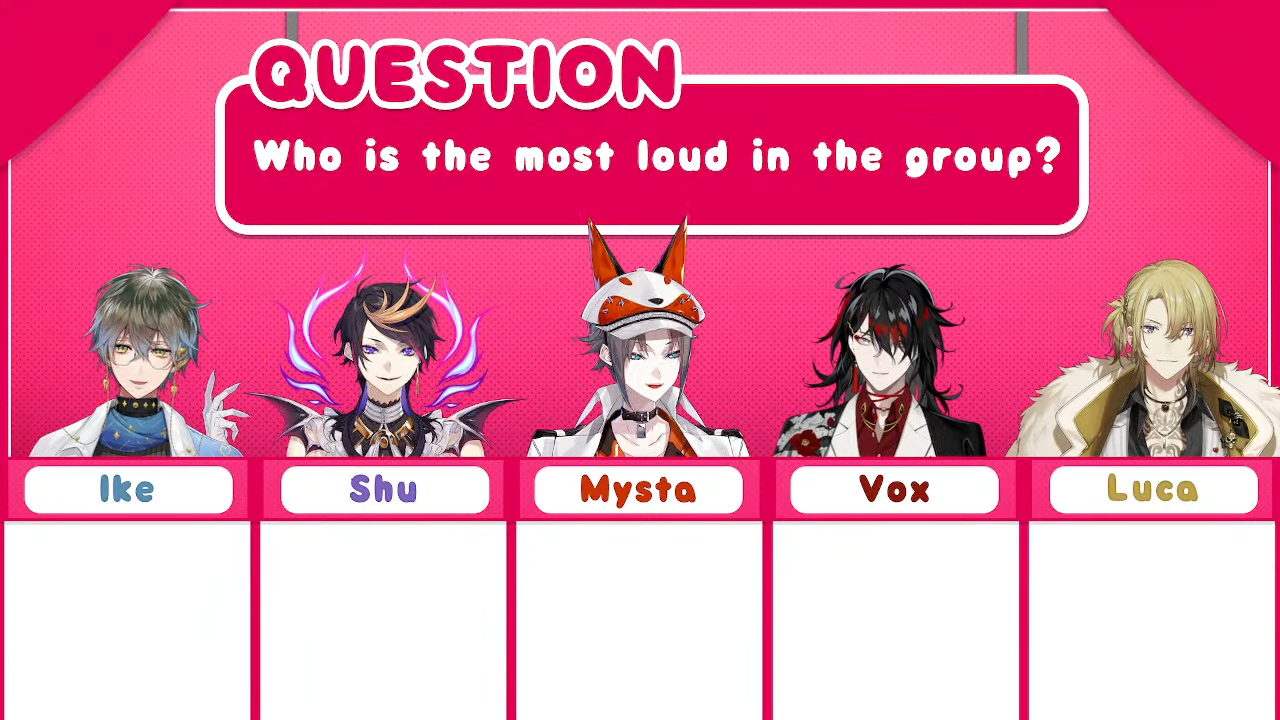 QUESTION
Who is the most loud in the group?
Ike
Shu
Mysta
Vox
Luca